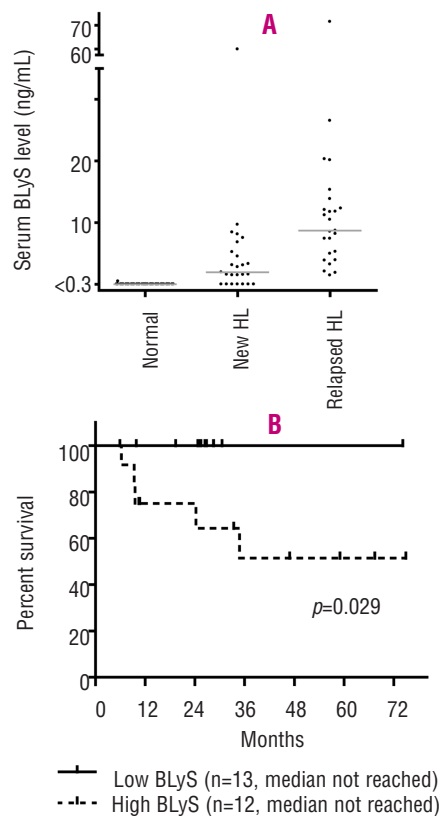 A
Serum BLyS level (ng/mL)
70
60
20
10
<0.3
Normal
New HL
Relapsed HL
B
Percent survival
100
80
60
40
20
0
p=0.029
0 12 24 36 48 60 72
Months
Low BLyS (n=13, median not reached)
High BLyS (n=12, median not reached)